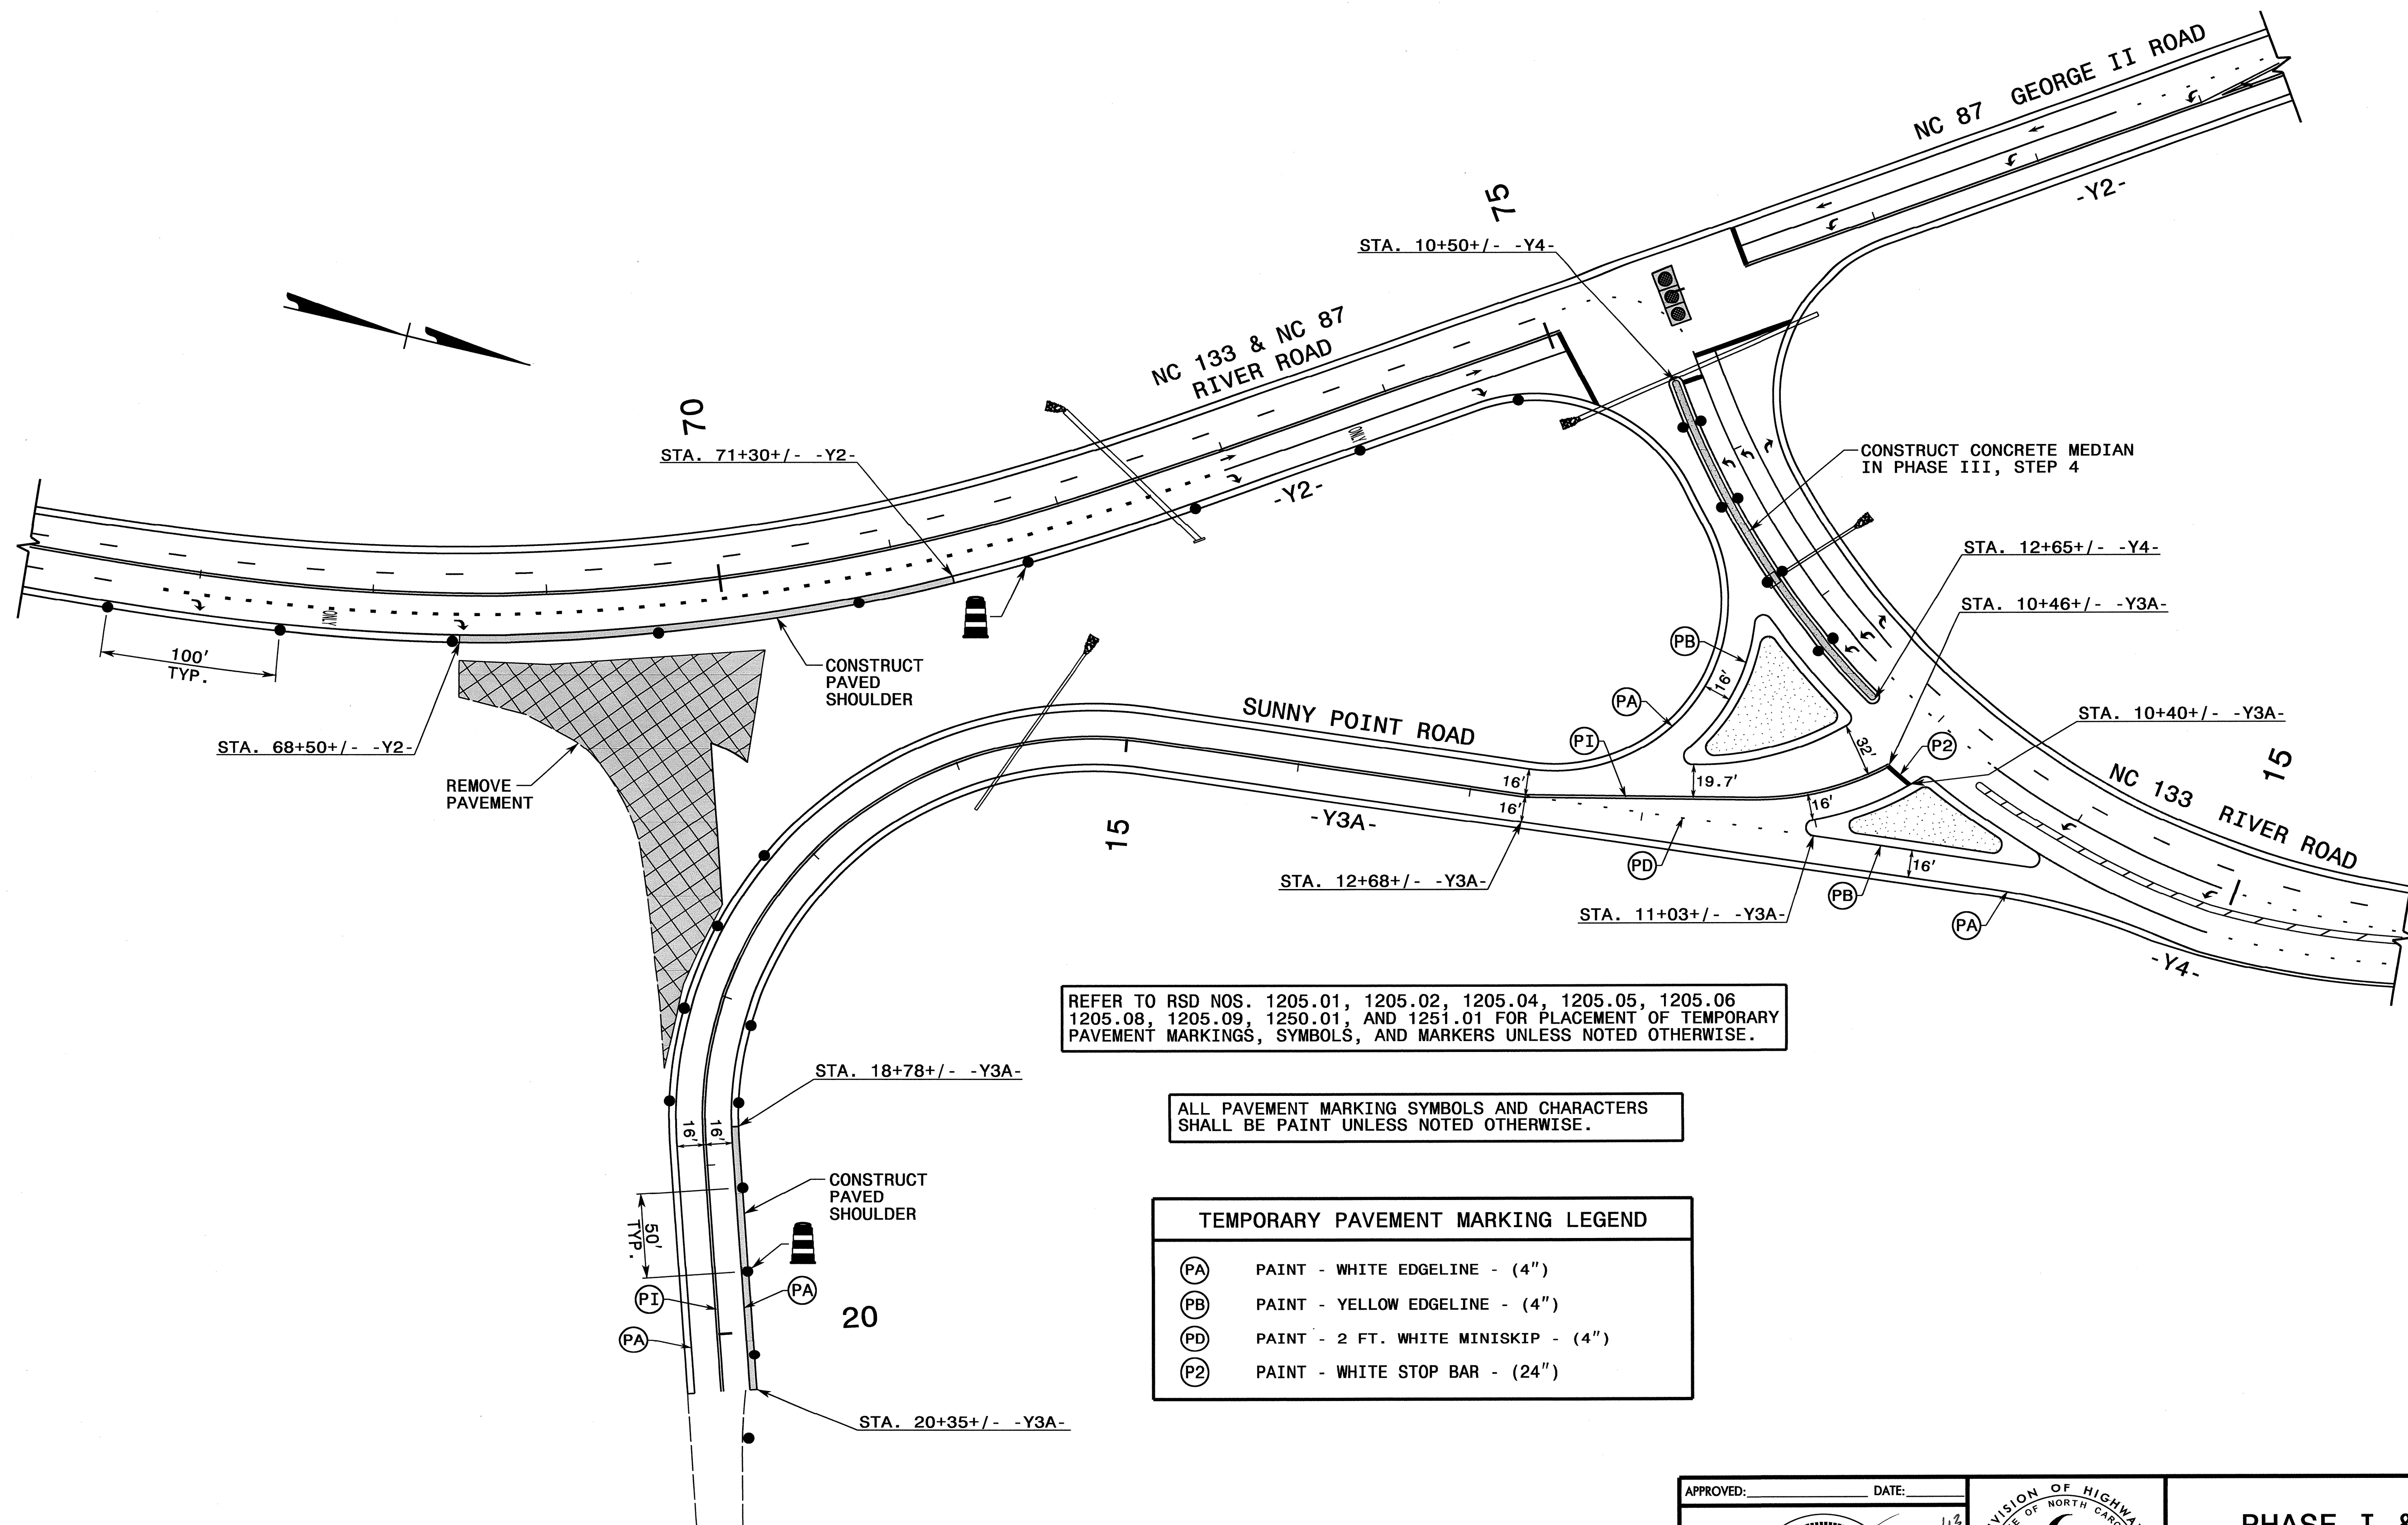 NC 87 GEORGE II ROAD
-Y2-
75
STA. 10+50+/- -Y4-
NC 133 & NC 87
RIVER ROAD
70
STA. 71+30+/- -Y2-
ONLY
-Y2-
CONSTRUCT CONCRETE MEDIAN
IN PHASE III, STEP 4
STA. 12+65+/- -Y4-
STA. 10+46+/- -Y3A-
ONLY
100'
TYP.
CONSTRUCT
PAVED
SHOULDER
PB
16'
PA
SUNNY POINT ROAD
PI
STA. 10+40+/- -Y3A-
P2
32'
15
STA. 68+50+/- -Y2-
REMOVE
PAVEMENT
16'
16'
19.7'
16'
NC 133 RIVER ROAD
15
-Y3A-
PD
16'
STA. 12+68+/- -Y3A-
PB
STA. 11+03+/- -Y3A-
PA
-Y4-
REFER TO RSD NOS. 1205.01, 1205.02, 1205.04, 1205.05, 1205.06
1205.08, 1205.09, 1250.01, AND 1251.01 FOR PLACEMENT OF TEMPORARY
PAVEMENT MARKINGS, SYMBOLS, AND MARKERS UNLESS NOTED OTHERWISE.
STA. 18+78+/- -Y3A-
ALL PAVEMENT MARKING SYMBOLS AND CHARACTERS
SHALL BE PAINT UNLESS NOTED OTHERWISE.
16'
16'
CONSTRUCT
PAVED
SHOULDER
50'
TYP.
PI
PA
PA
20
STA. 20+35+/- -Y3A-
TEMPORARY PAVEMENT MARKING LEGEND
PA PAINT - WHITE EDGELINE - (4")
PB PAINT - YELLOW EDGELINE - (4")
PD PAINT - 2 FT. WHITE MINISKIP - (4")
P2 PAINT - WHITE STOP BAR - (24")
APPROVED: DATE:
OF HIGHW
OF NORTH CARO
PHASE I